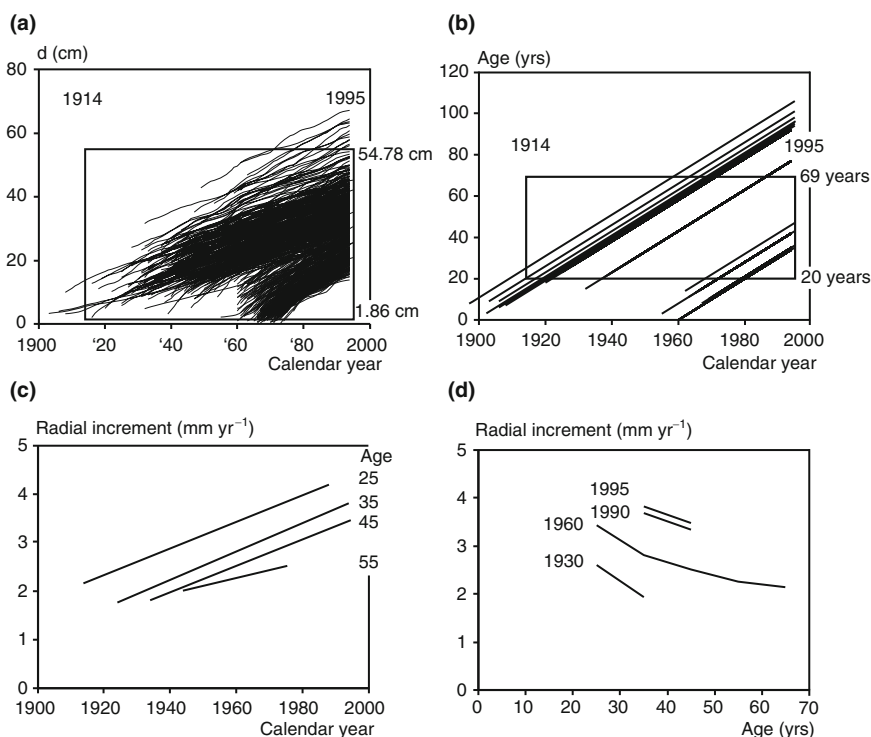 (a)
d (cm)
80
60
40
20
0
1914
1995
54.78 cm
1.86 cm
1900 '20 '40 '60 '80 2000
Calendar year
(b)
Age (yrs)
120
100
80
60
40
20
0
1914
1995
69 years
20 years
1900 1920 1940 1960 1980 2000
Calendar year
(c)
Radial increment (mm yr⁻¹)
5
4
3
2
1
0
Age
25
35
45
55
1900 1920 1940 1960 1980 2000
Calendar year
(d)
Radial increment (mm yr⁻¹)
5
4
3
2
1
0
1995
1990
1960
1930
0 10 20 30 40 50 60 70
Age (yrs)